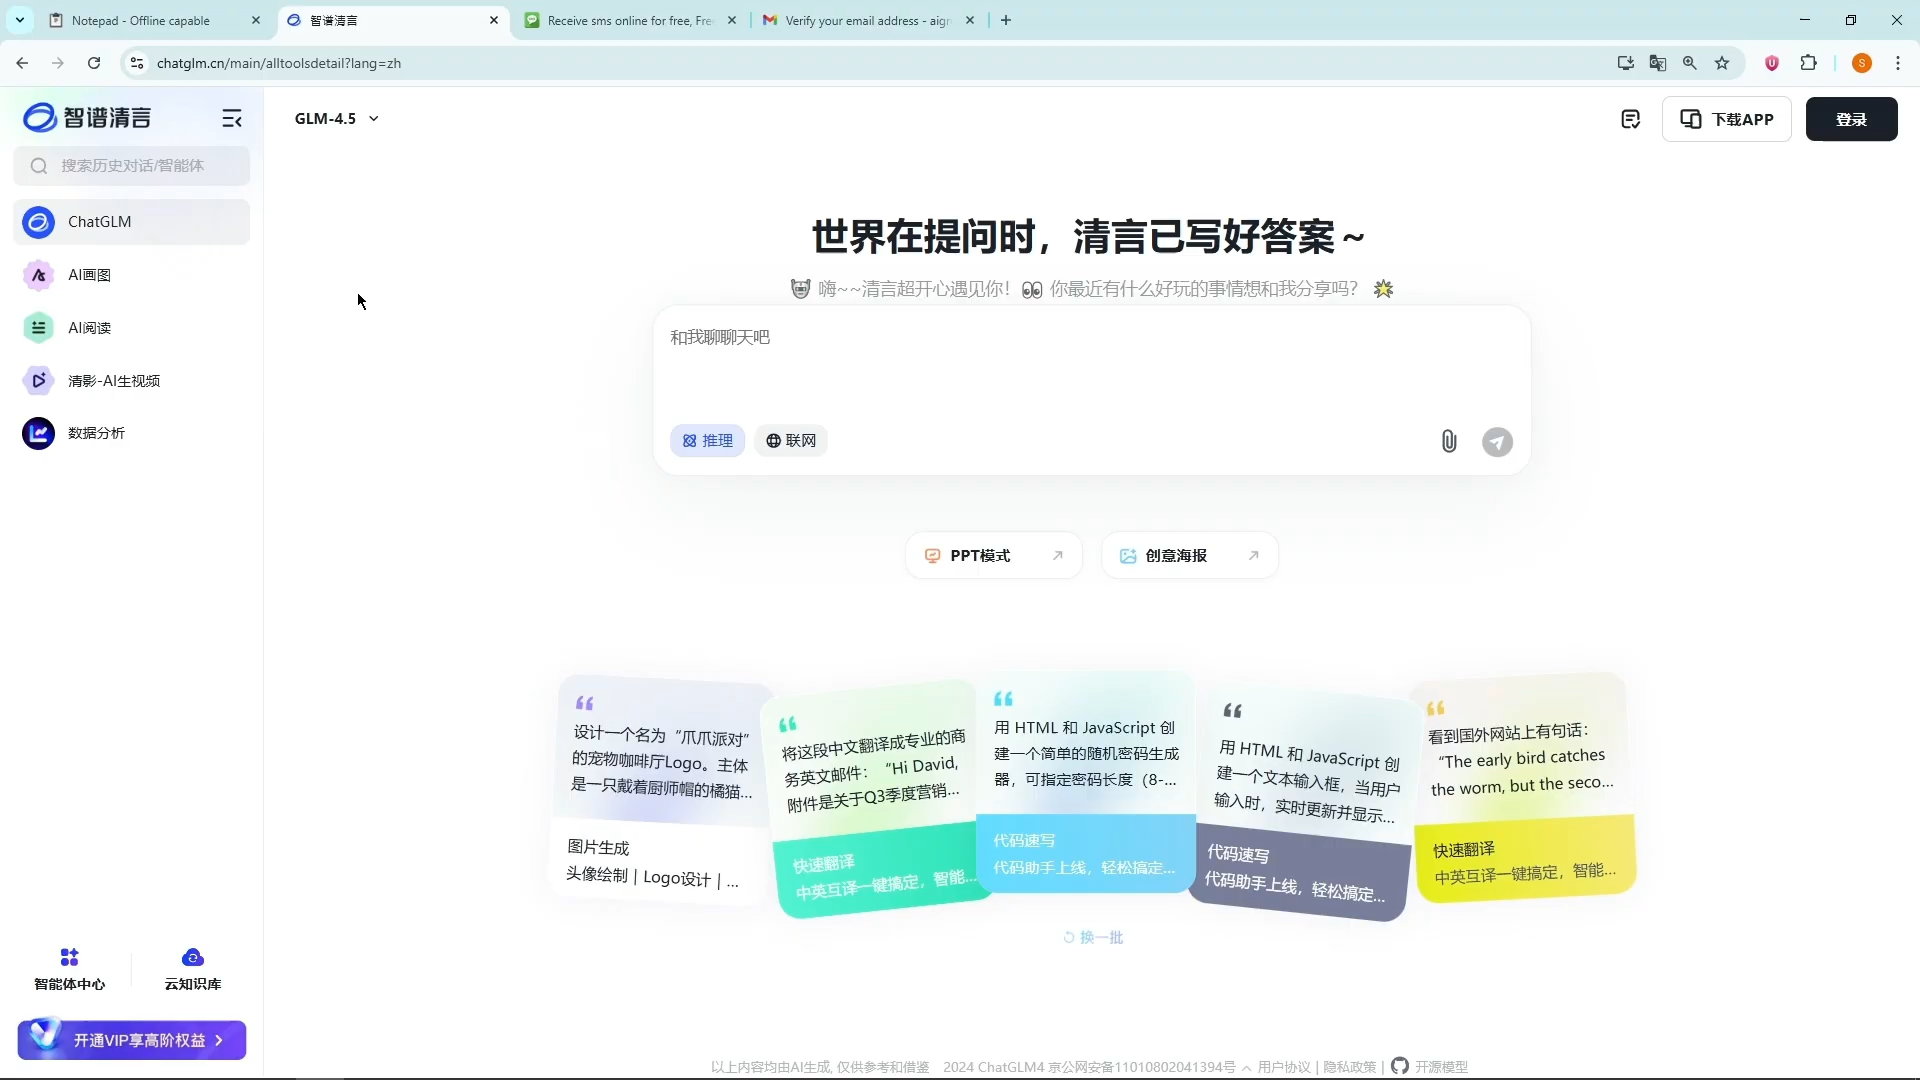 Notepad - Offline capable
智谱清言
Receive sms online for free, Fre
Verify your email address - aigr
chatglm.cn/main/alltoolsdetail?lang=zh
S
智谱清言
搜索历史对话/智能体
ChatGLM
AI画图
AI阅读
清影-AI生视频
数据分析
智能体中心
云知识库
开通VIP享高阶权益
GLM-4.5
下载APP
登录
世界在提问时，清言已写好答案～
嗨~~清言超开心遇见你！ 你最近有什么好玩的事情想和我分享吗？
和我聊聊天吧
推理
联网
PPT模式
创意海报
设计一个名为“爪爪派对”
的宠物咖啡厅Logo。主体
是一只戴着厨师帽的橘猫...
图片生成
头像绘制 | Logo设计 | ...
将这段中文翻译成专业的商
务英文邮件：“Hi David,
附件是关于Q3季度营销...
快速翻译
中英互译一键搞定，智能...
用 HTML 和 JavaScript 创
建一个简单的随机密码生成
器，可指定密码长度（8-...
代码速写
代码助手上线，轻松搞定...
用 HTML 和 JavaScript 创
建一个文本输入框，当用户
输入时，实时更新并显示...
代码速写
代码助手上线，轻松搞定...
看到国外网站上有句话：
“The early bird catches
the worm, but the seco...
快速翻译
中英互译一键搞定，智能...
换一批
以上内容均由AI生成, 仅供参考和借鉴 2024 ChatGLM4 京公网安备11010802041394号 用户协议 | 隐私政策 | 开源模型